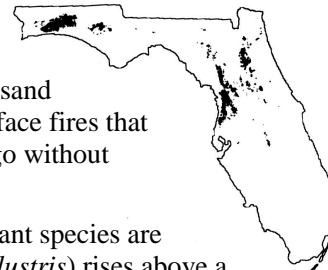 sand
face fires that
go without
ant species are
lustris) rises above a